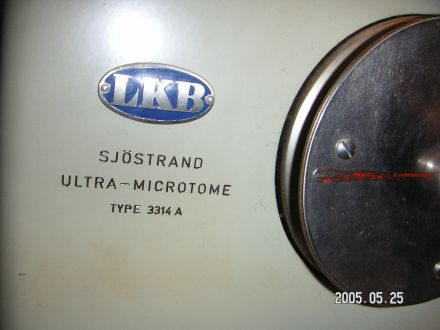 LKB
SJÖSTRAND
ULTRA-MICROTOME
TYPE 3314 A
2005.05.25